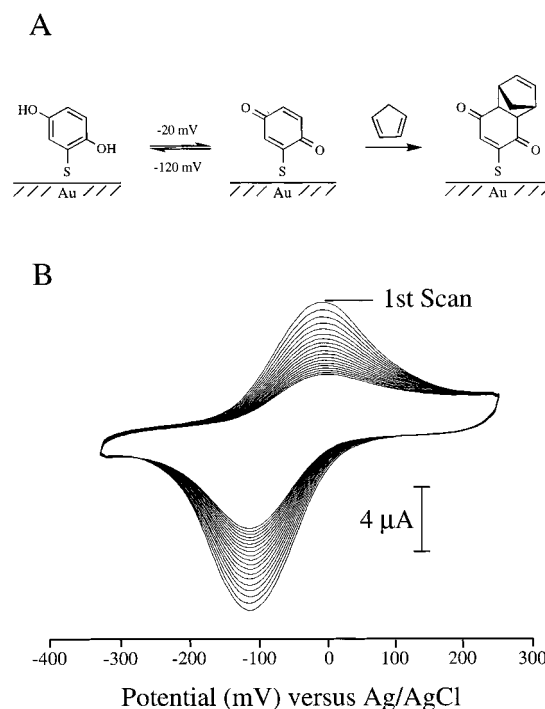 A
HO
OH
S
Au
-20 mV
-120 mV
O
O
S
Au
O
O
S
Au
B
1st Scan
4 μA
-400 -300 -200 -100 0 100 200 300
Potential (mV) versus Ag/AgCl